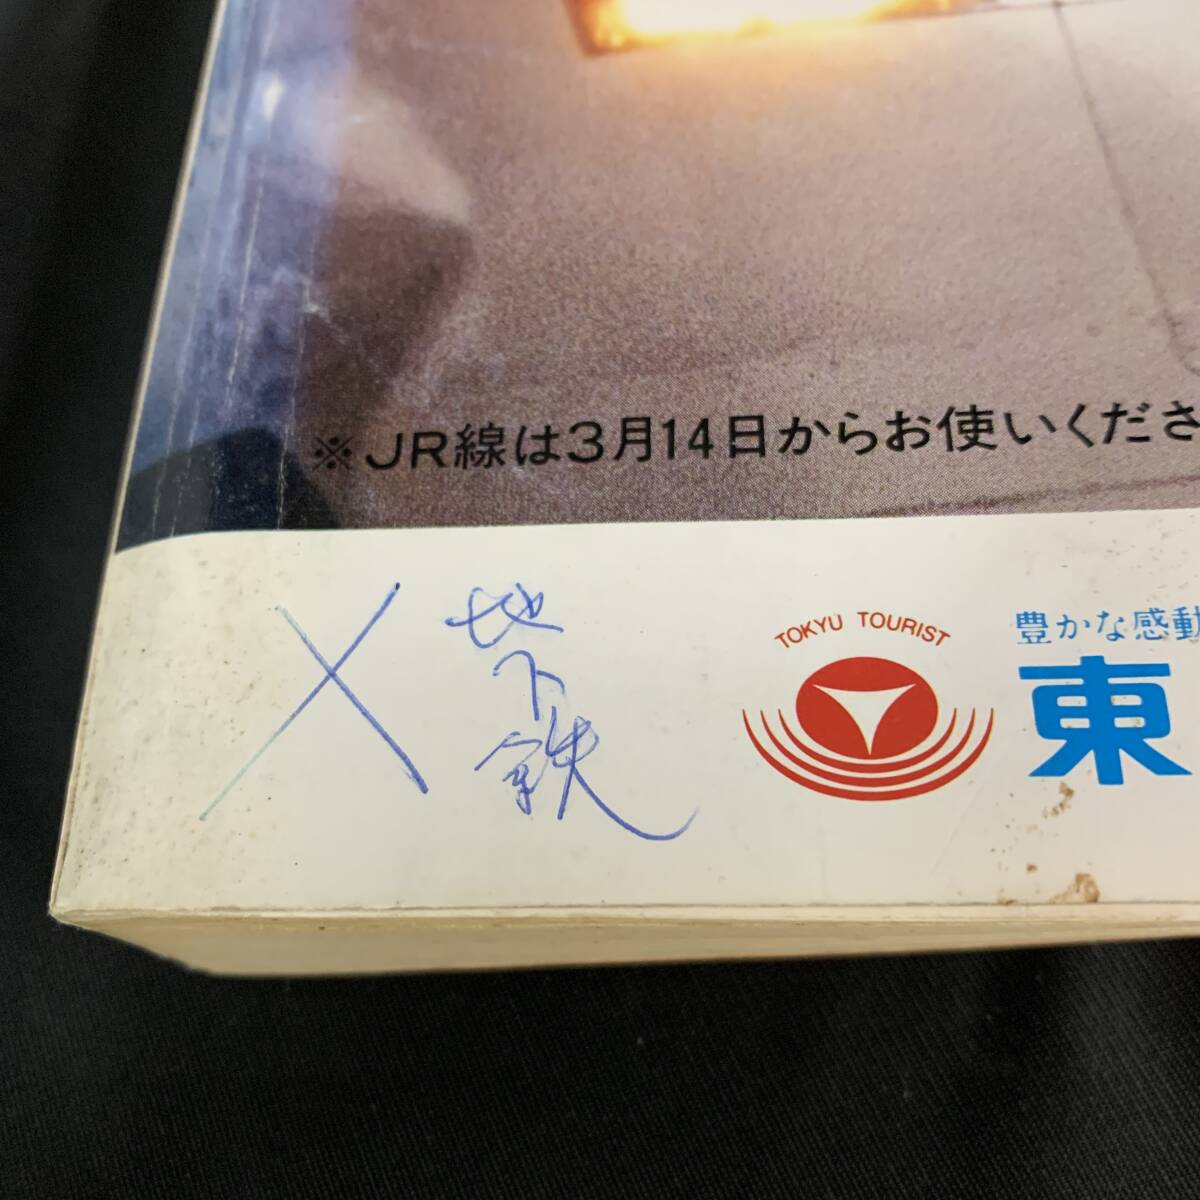 ※JR線は3月14日からお使いくださ
× 地下鉄
TOKYU TOURIST
豊かな感動
東